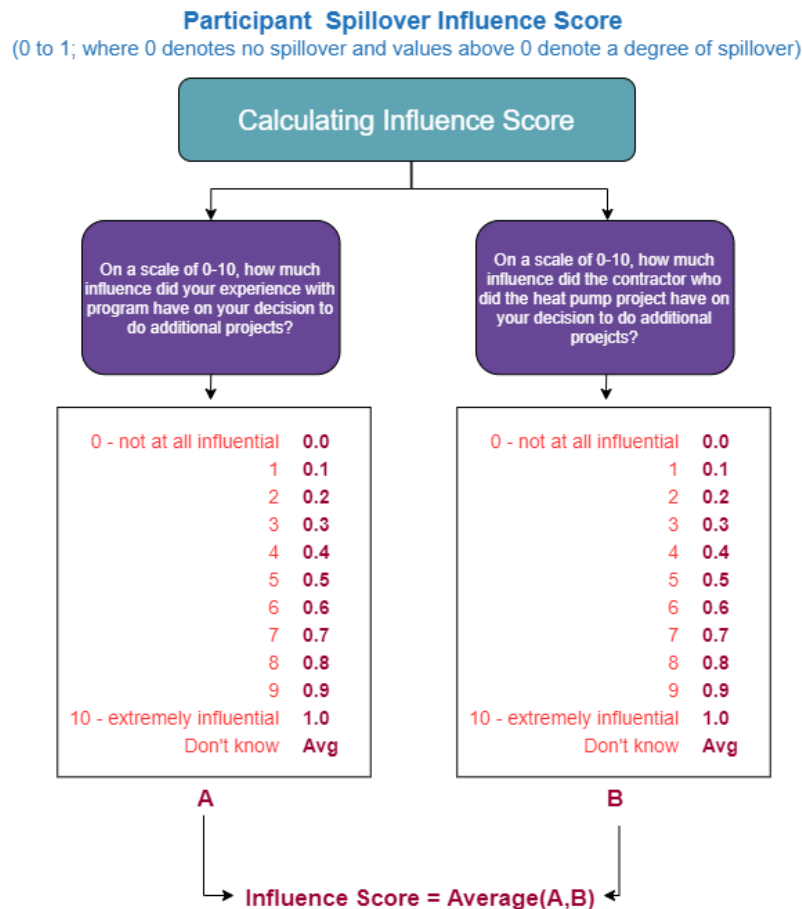 Participant Spillover Influence Score
(0 to 1; where 0 denotes no spillover and values above 0 denote a degree of spillover)
Calculating Influence Score
On a scale of 0-10, how much
influence did your experience with
program have on your decision to
do additional projects?
On a scale of 0-10, how much
influence did the contractor who
did the heat pump project have on
your decision to do additional
proejcts?
0 - not at all influential 0.0
1 0.1
2 0.2
3 0.3
4 0.4
5 0.5
6 0.6
7 0.7
8 0.8
9 0.9
10 - extremely influential 1.0
Don't know Avg
A
0 - not at all influential 0.0
1 0.1
2 0.2
3 0.3
4 0.4
5 0.5
6 0.6
7 0.7
8 0.8
9 0.9
10 - extremely influential 1.0
Don't know Avg
B
Influence Score = Average(A,B)